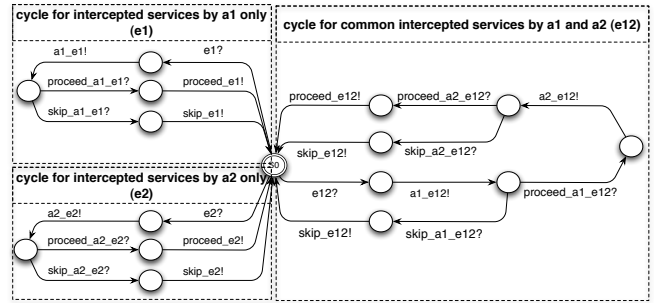 cycle for intercepted services by a1 only
(e1)
a1_e1!
e1?
proceed_a1_e1?
proceed_e1!
skip_a1_e1?
skip_e1!
cycle for intercepted services by a2 only
(e2)
a2_e2!
e2?
proceed_a2_e2?
proceed_e2!
skip_a2_e2?
skip_e2!
S0
cycle for common intercepted services by a1 and a2 (e12)
proceed_e12!
proceed_a2_e12?
a2_e12!
skip_e12!
skip_a2_e12?
e12?
a1_e12!
proceed_a1_e12?
skip_e12!
skip_a1_e12?